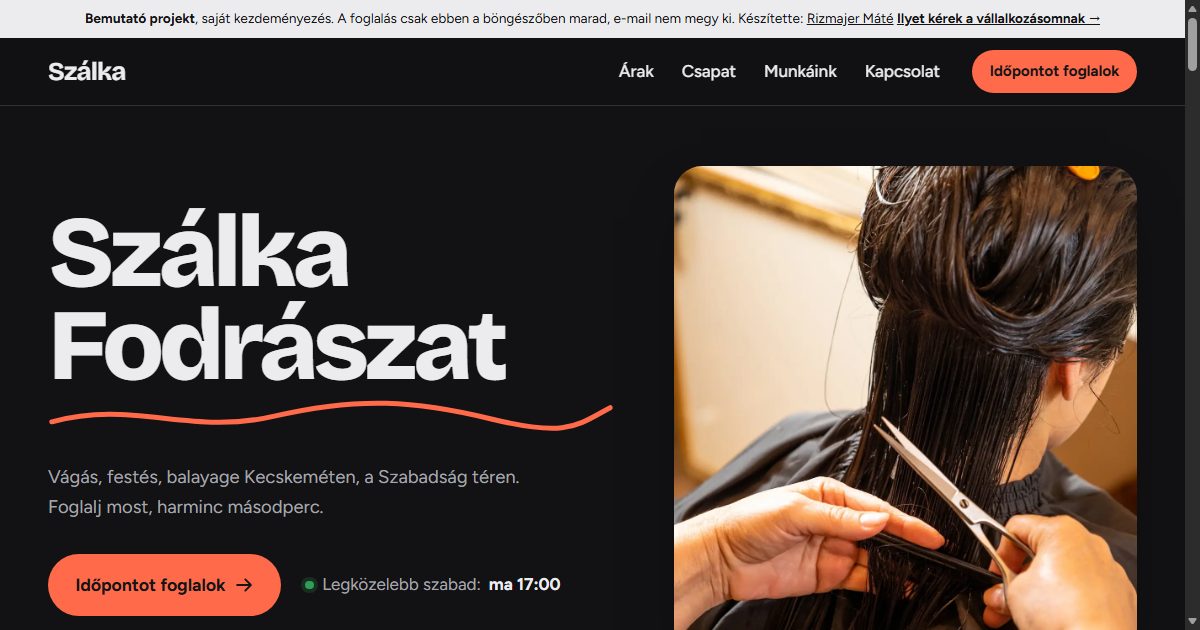 Bemutató projekt, saját kezdeményezés. A foglalás csak ebben a böngészőben marad, e-mail nem megy ki. Készítette: Rizmajer Máté Ilyet kérek a vállalkozásomnak →
Szálka
Árak
Csapat
Munkáink
Kapcsolat
Időpontot foglalok
Szálka
Fodrászat
Vágás, festés, balayage Kecskeméten, a Szabadság téren.
Foglalj most, harminc másodperc.
Időpontot foglalok →
Legközelebb szabad: ma 17:00